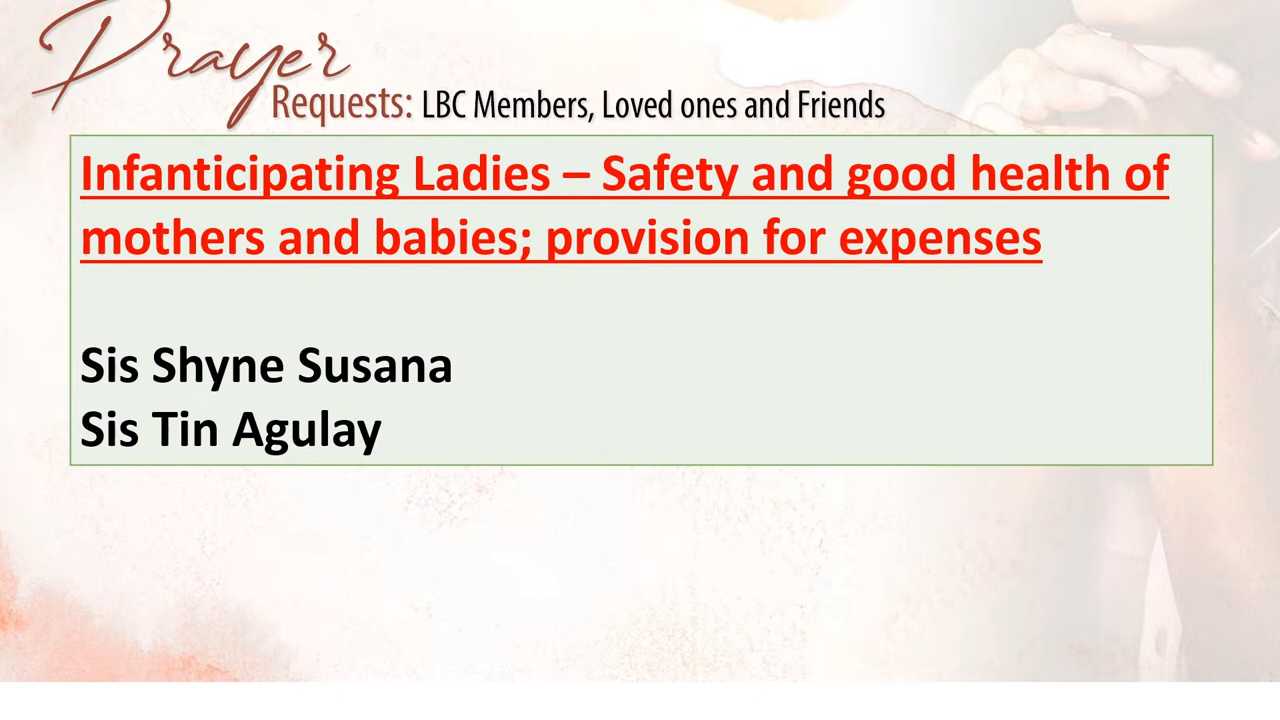 Prayer
Requests: LBC Members, Loved ones and Friends
Infanticipating Ladies – Safety and good health of
mothers and babies; provision for expenses
Sis Shyne Susana
Sis Tin Agulay